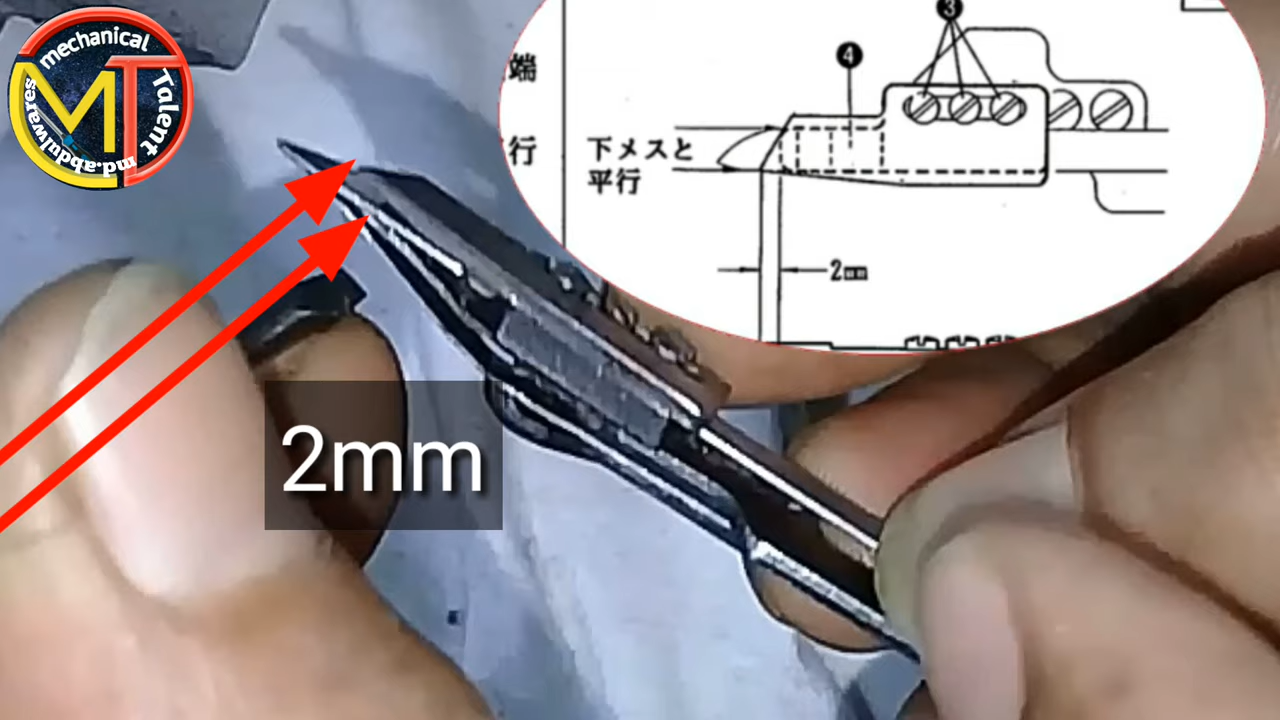 mechanical
Talent
md.abdulwares
MT
端
行
3
4
下メスと
平行
2mm
2mm